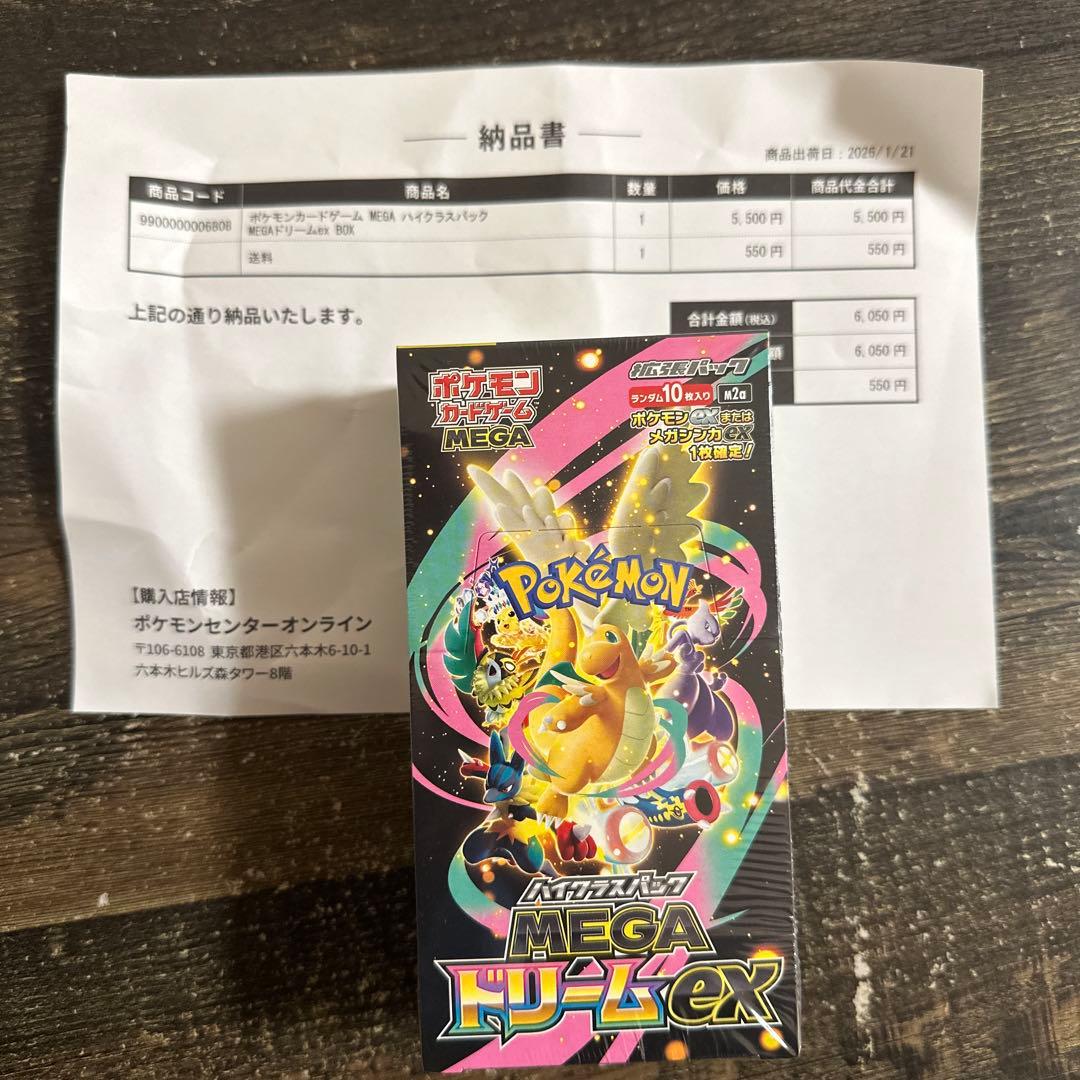 納品書
商品出荷日：2026/1/21
商品コード 商品名 数量 価格 商品代金合計
9900000006808 ポケモンカードゲーム MEGA ハイクラスパック 1 5,500 円 5,500 円
MEGAドリームex BOX
送料 1 550 円 550 円
上記の通り納品いたします。
合計金額(税込) 6,050 円
額 6,050 円
550 円
【購入店情報】
ポケモンセンターオンライン
〒106-6108 東京都港区六本木6-10-1
六本木ヒルズ森タワー8階
ポケモン
カードゲーム
MEGA
拡張パック
ランダム10枚入り M2a
ポケモンexまたは
メガシンカex
1枚確定!
POKÉMON
TM
ハイクラスパック
MEGA
ドリームex